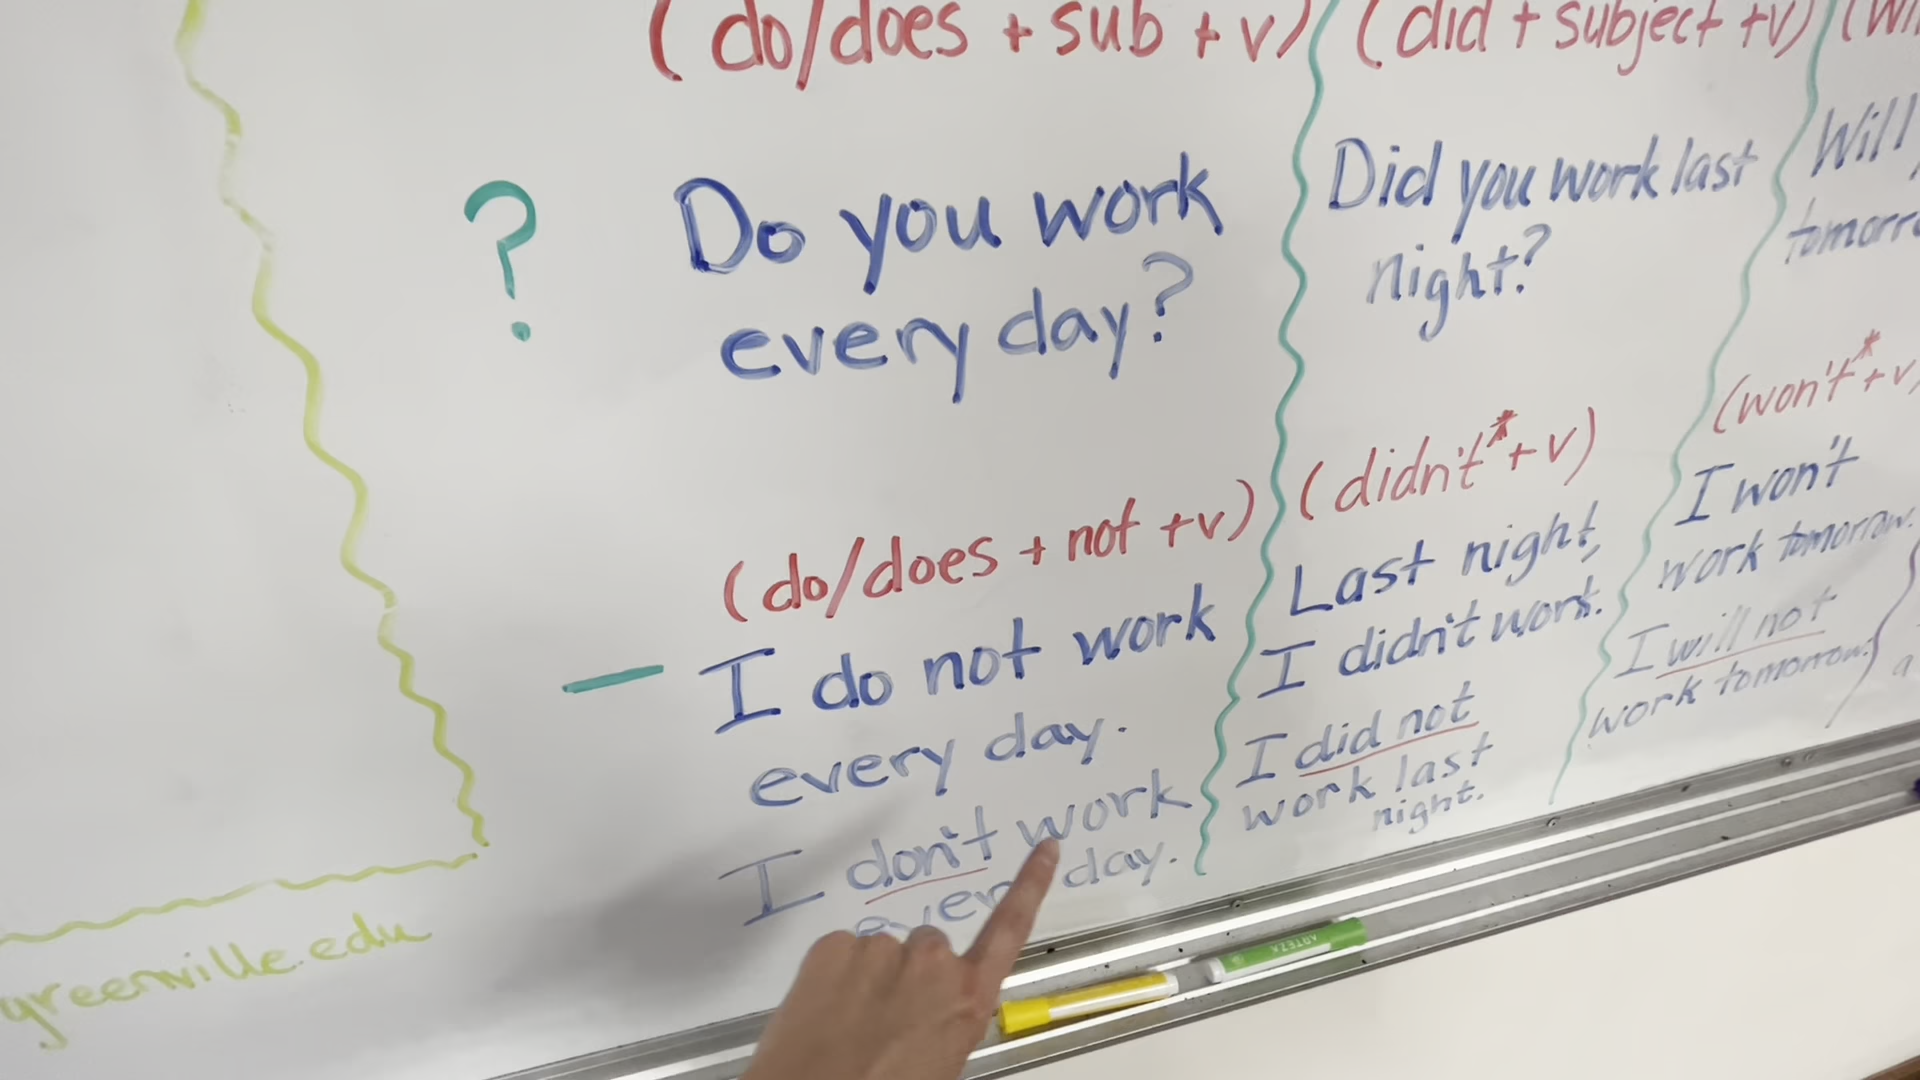 (do/does + sub + v)
Do you work
every day?
(do/does + not + v)
I do not work
every day.
I don't work
every day.
(did + subject + v)
Did you work last
night?
(didn't* + v)
Last night,
I didn't work.
I did not
work last
night.
Will
(won't* + v
I won't
work tomorrow.
I will not
work tomorrow.
a
?
—
greenville.edu
ARTEZA